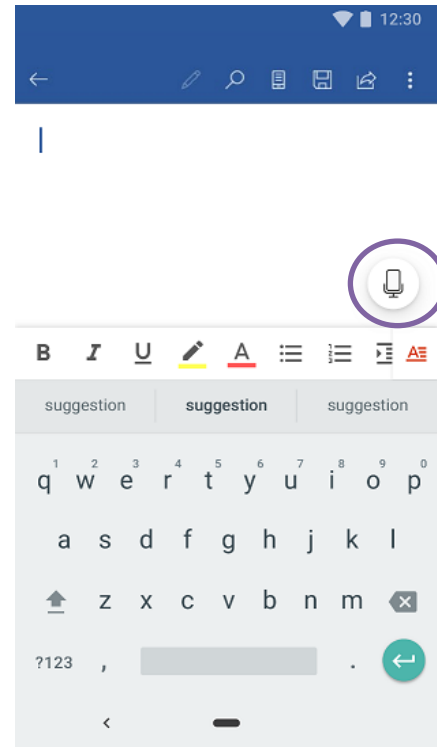 12:30
B I U A A
suggestion suggestion suggestion
1 2 3 4 5 6 7 8 9 0
q w e r t y u i o p
a s d f g h j k l
z x c v b n m
?123 , .